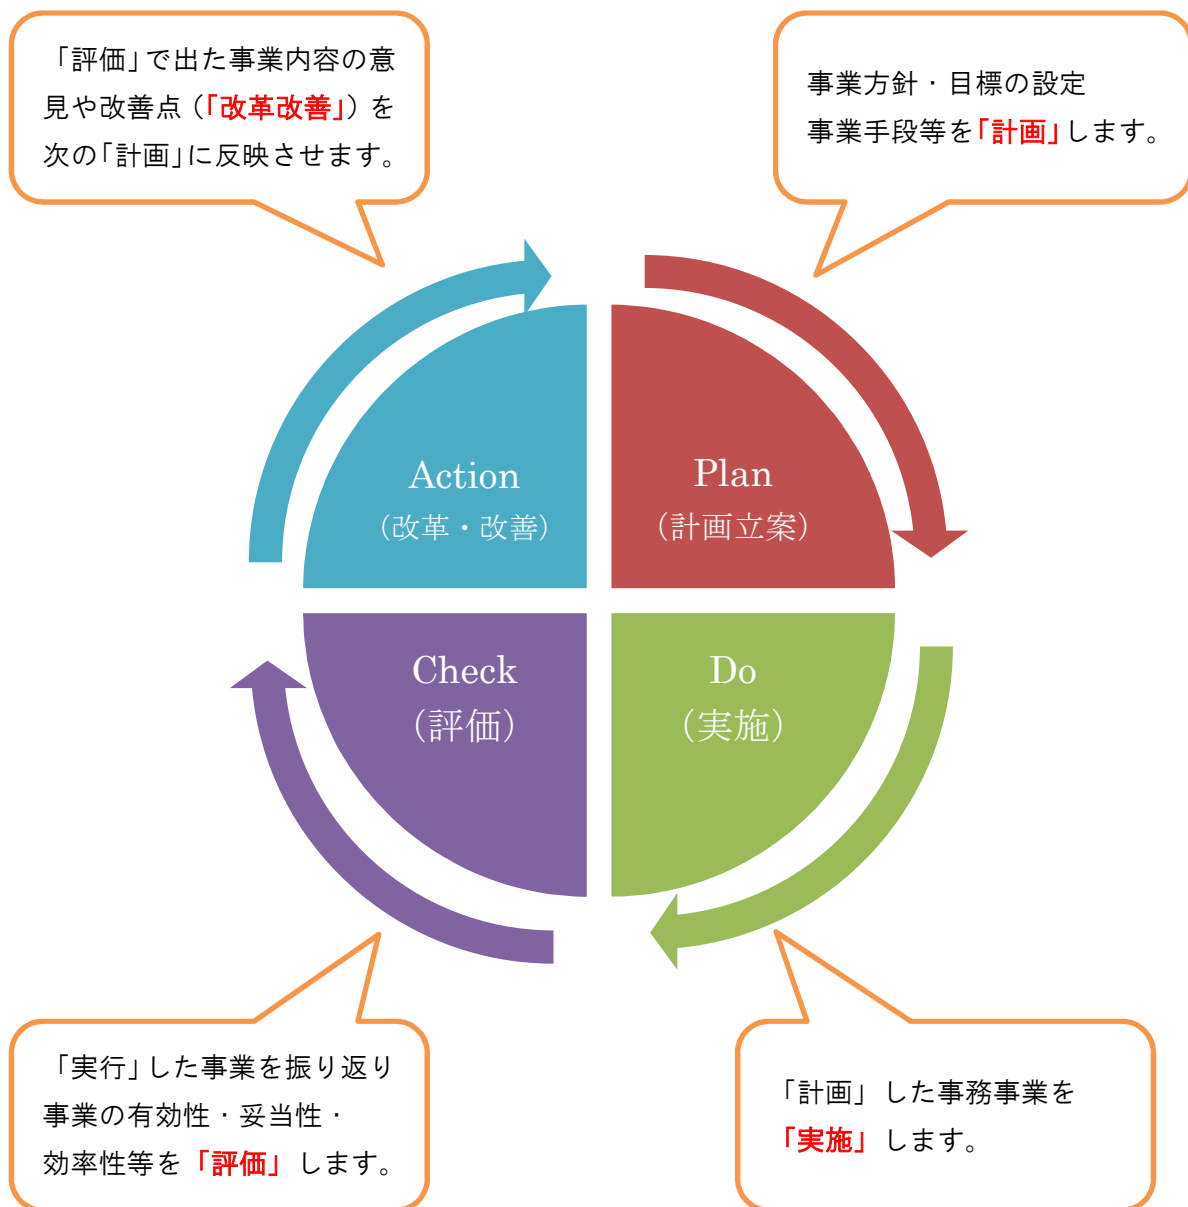 「評価」で出た事業内容の意
見や改善点（「改革改善」）を
次の「計画」に反映させます。
事業方針・目標の設定
事業手段等を「計画」します。
Action
（改革・改善）
Plan
（計画立案）
Check
（評価）
Do
（実施）
「実行」した事業を振り返り
事業の有効性・妥当性・
効率性等を「評価」します。
「計画」した事務事業を
「実施」します。